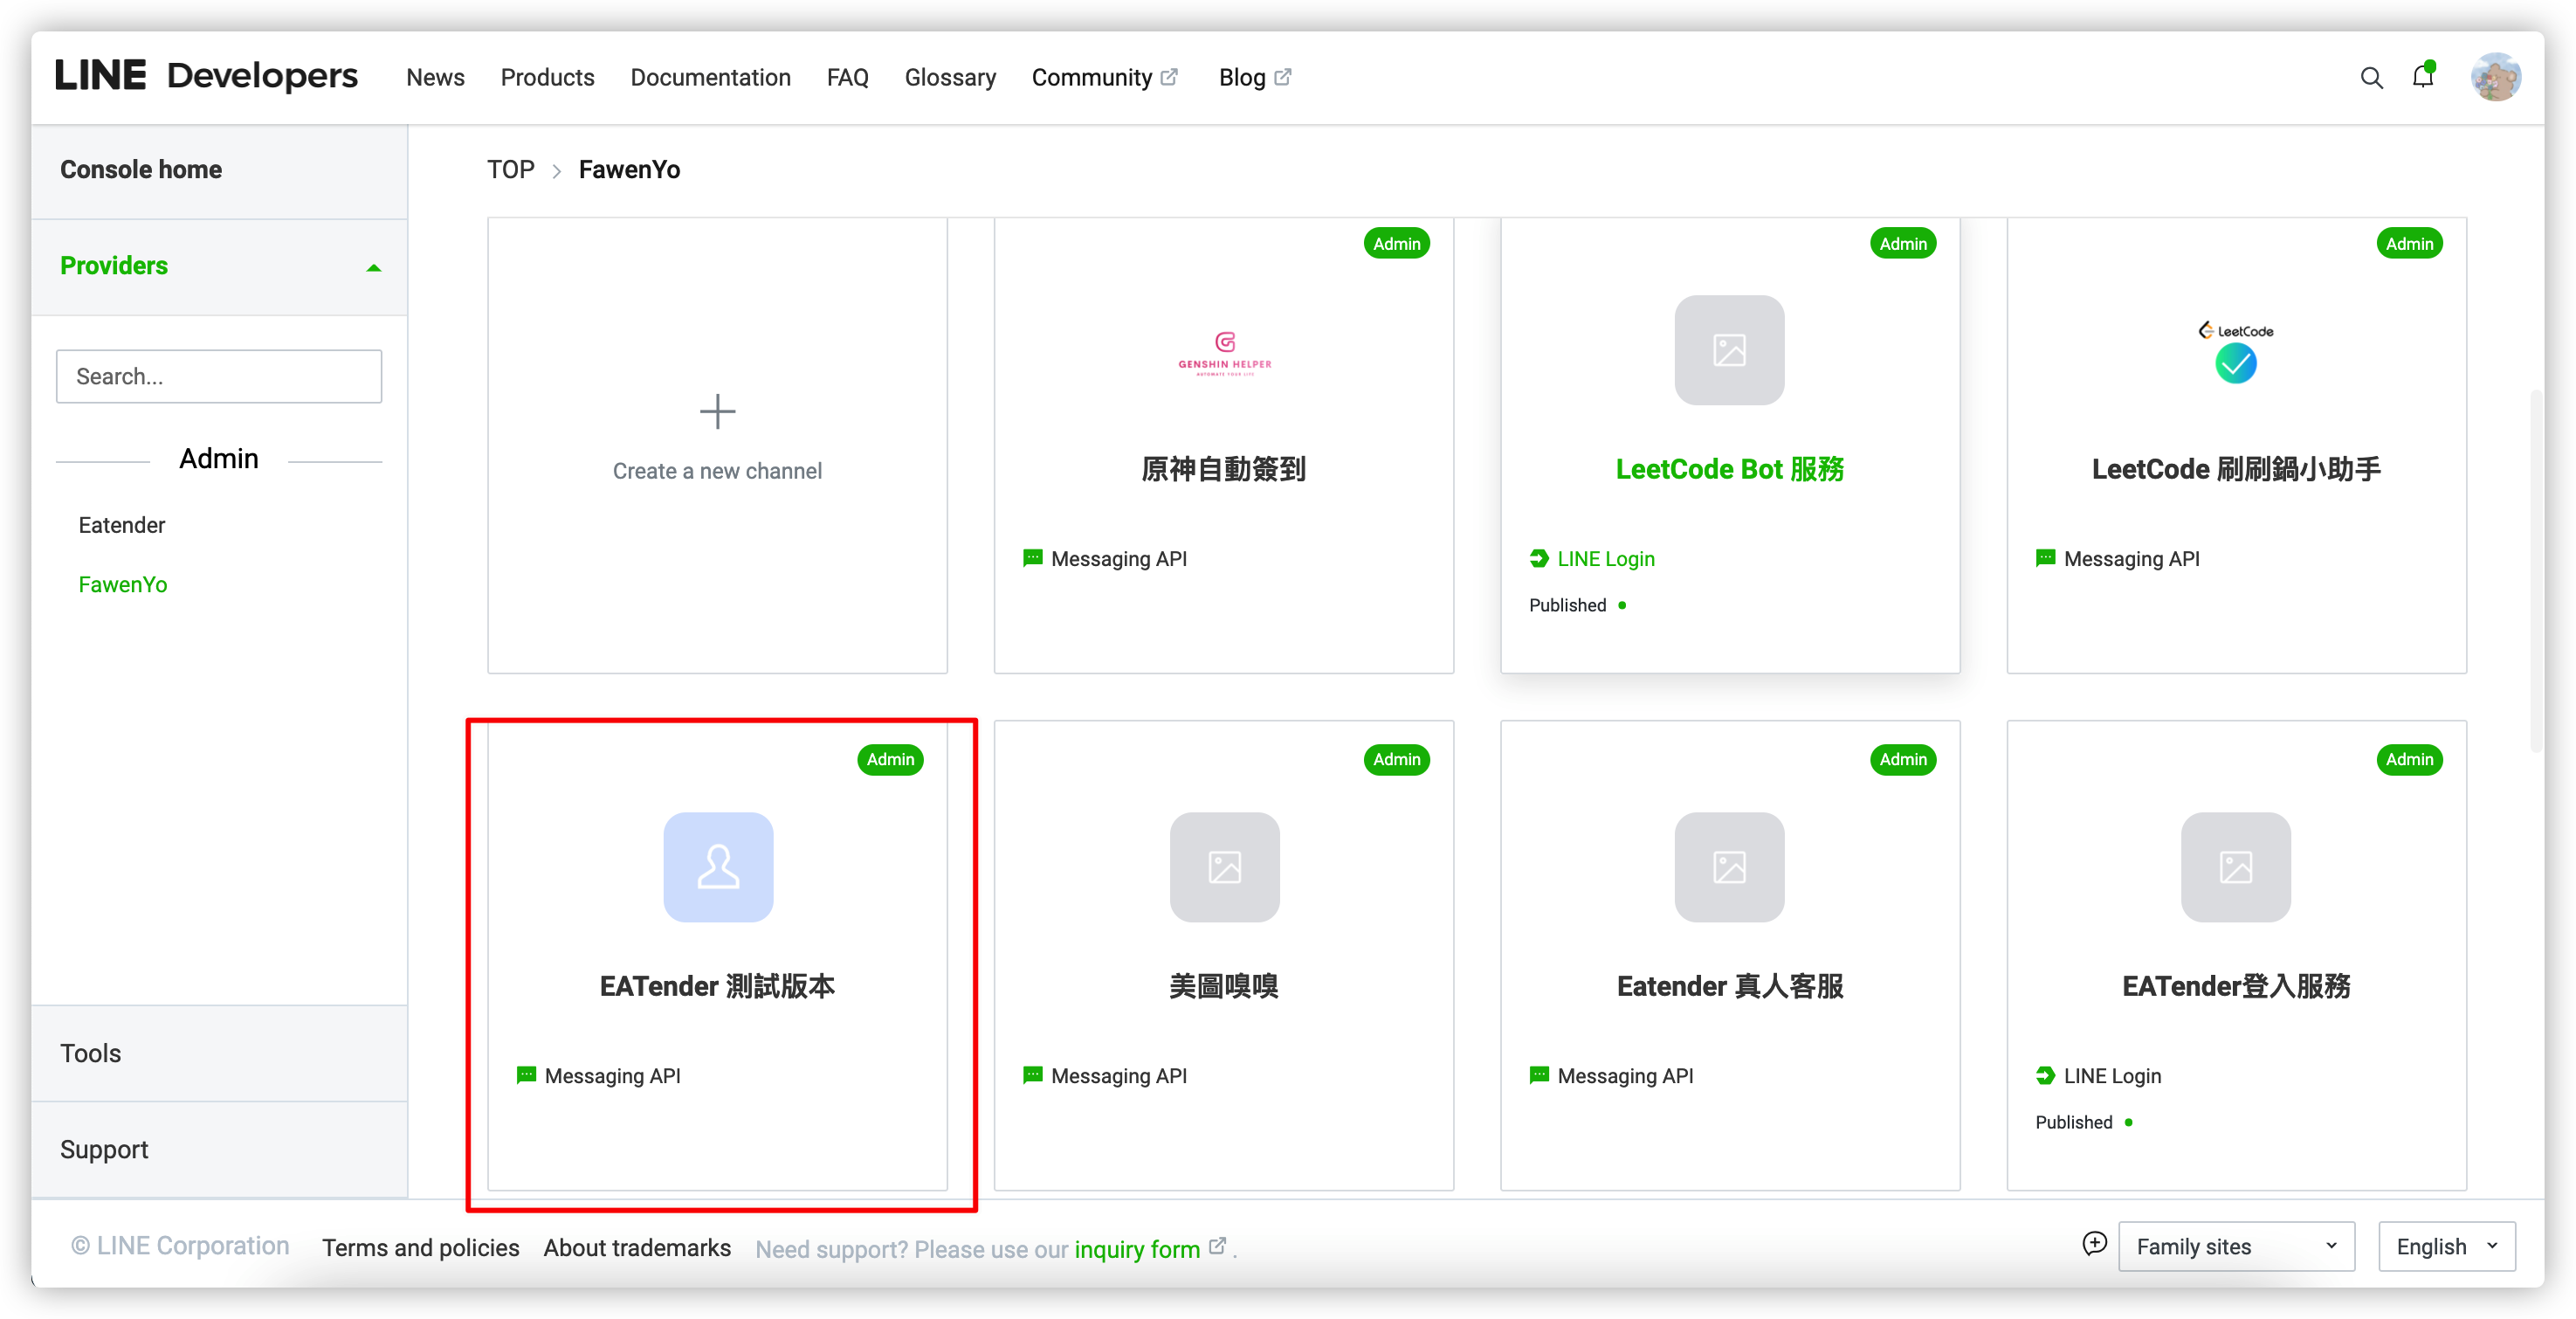 LINE Developers News Products Documentation FAQ Glossary Community Blog
Console home
Providers
Search...
Admin
Eatender
FawenYo
Tools
Support
TOP > FawenYo
Create a new channel
Admin
GENSHIN HELPER
AUTOMATE YOUR LIFE
原神自動簽到
Messaging API
Admin
LeetCode Bot 服務
LINE Login
Published
Admin
LeetCode
LeetCode 刷刷鍋小助手
Messaging API
Admin
EATender 測試版本
Messaging API
Admin
美圖嗅嗅
Messaging API
Admin
Eatender 真人客服
Messaging API
Admin
EATender登入服務
LINE Login
Published
© LINE Corporation Terms and policies About trademarks Need support? Please use our inquiry form .
Family sites English